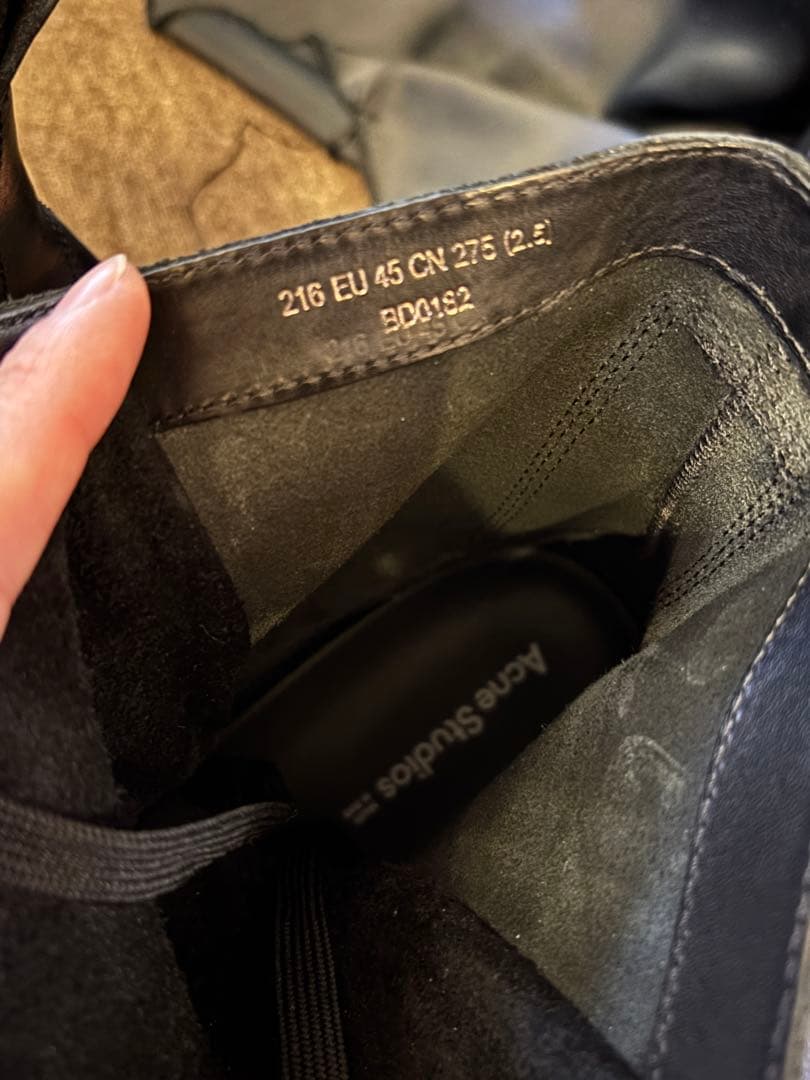 216 EU 45 CN 275 (2.5)
BD0182
Acne Studios